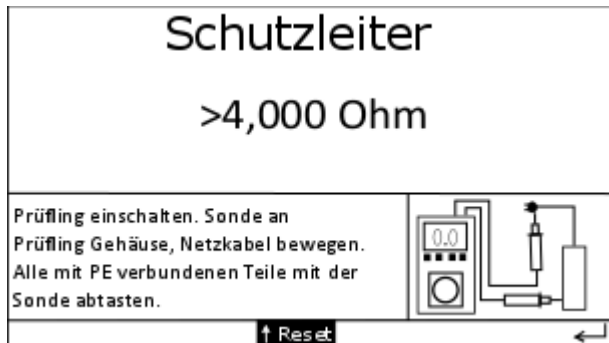 Schutzleiter
>4,000 Ohm
Prüfling einschalten. Sonde an
Prüfling Gehäuse, Netzkabel bewegen.
Alle mit PE verbundenen Teile mit der
Sonde abtasten.
0.0
↑ Reset